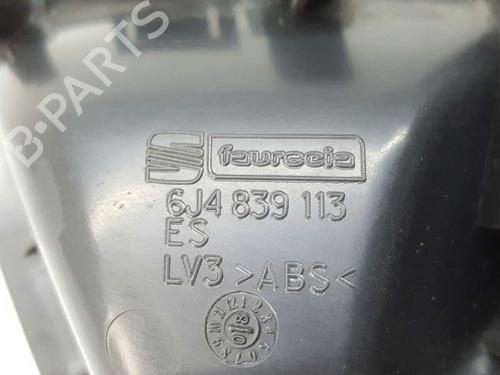 B-PARTS
faurecia
6J4 839 113
ES
LV3 >ABS<